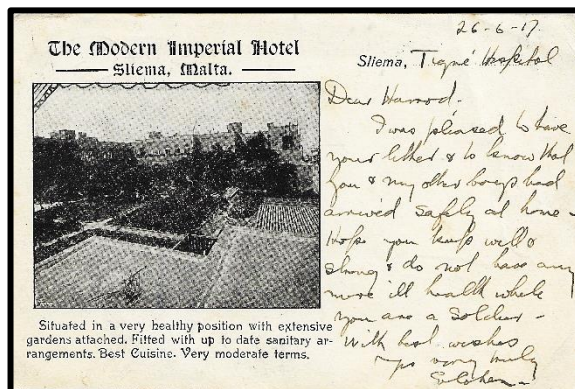 The Modern Imperial Hotel
Sliema, Malta.
Situated in a very healthy position with extensive
gardens attached. Fitted with up to date sanitary ar-
rangements. Best Cuisine. Very moderate terms.
26-6-17.
Sliema, Tigné Hospital
Dear Harrod.
I was pleased to have
your letter & to know that
you & my other boys had
arrived safely at home -
Hope you keep well &
strong & do not have any
more ill health while
you are a Soldier -
With best wishes
yrs very truly